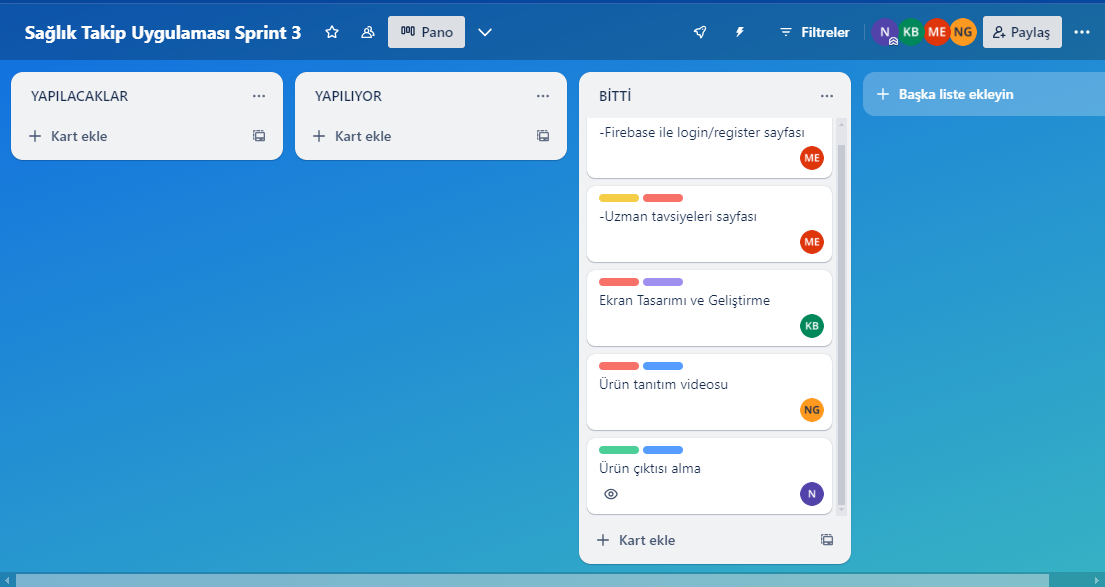 Sağlık Takip Uygulaması Sprint 3
Pano
Filtreler
N
KB
ME
NG
Paylaş
YAPILACAKLAR
Kart ekle
YAPILIYOR
Kart ekle
BİTTİ
-Firebase ile login/register sayfası
ME
-Uzman tavsiyeleri sayfası
ME
Ekran Tasarımı ve Geliştirme
KB
Ürün tanıtım videosu
NG
Ürün çıktısı alma
N
Kart ekle
Başka liste ekleyin